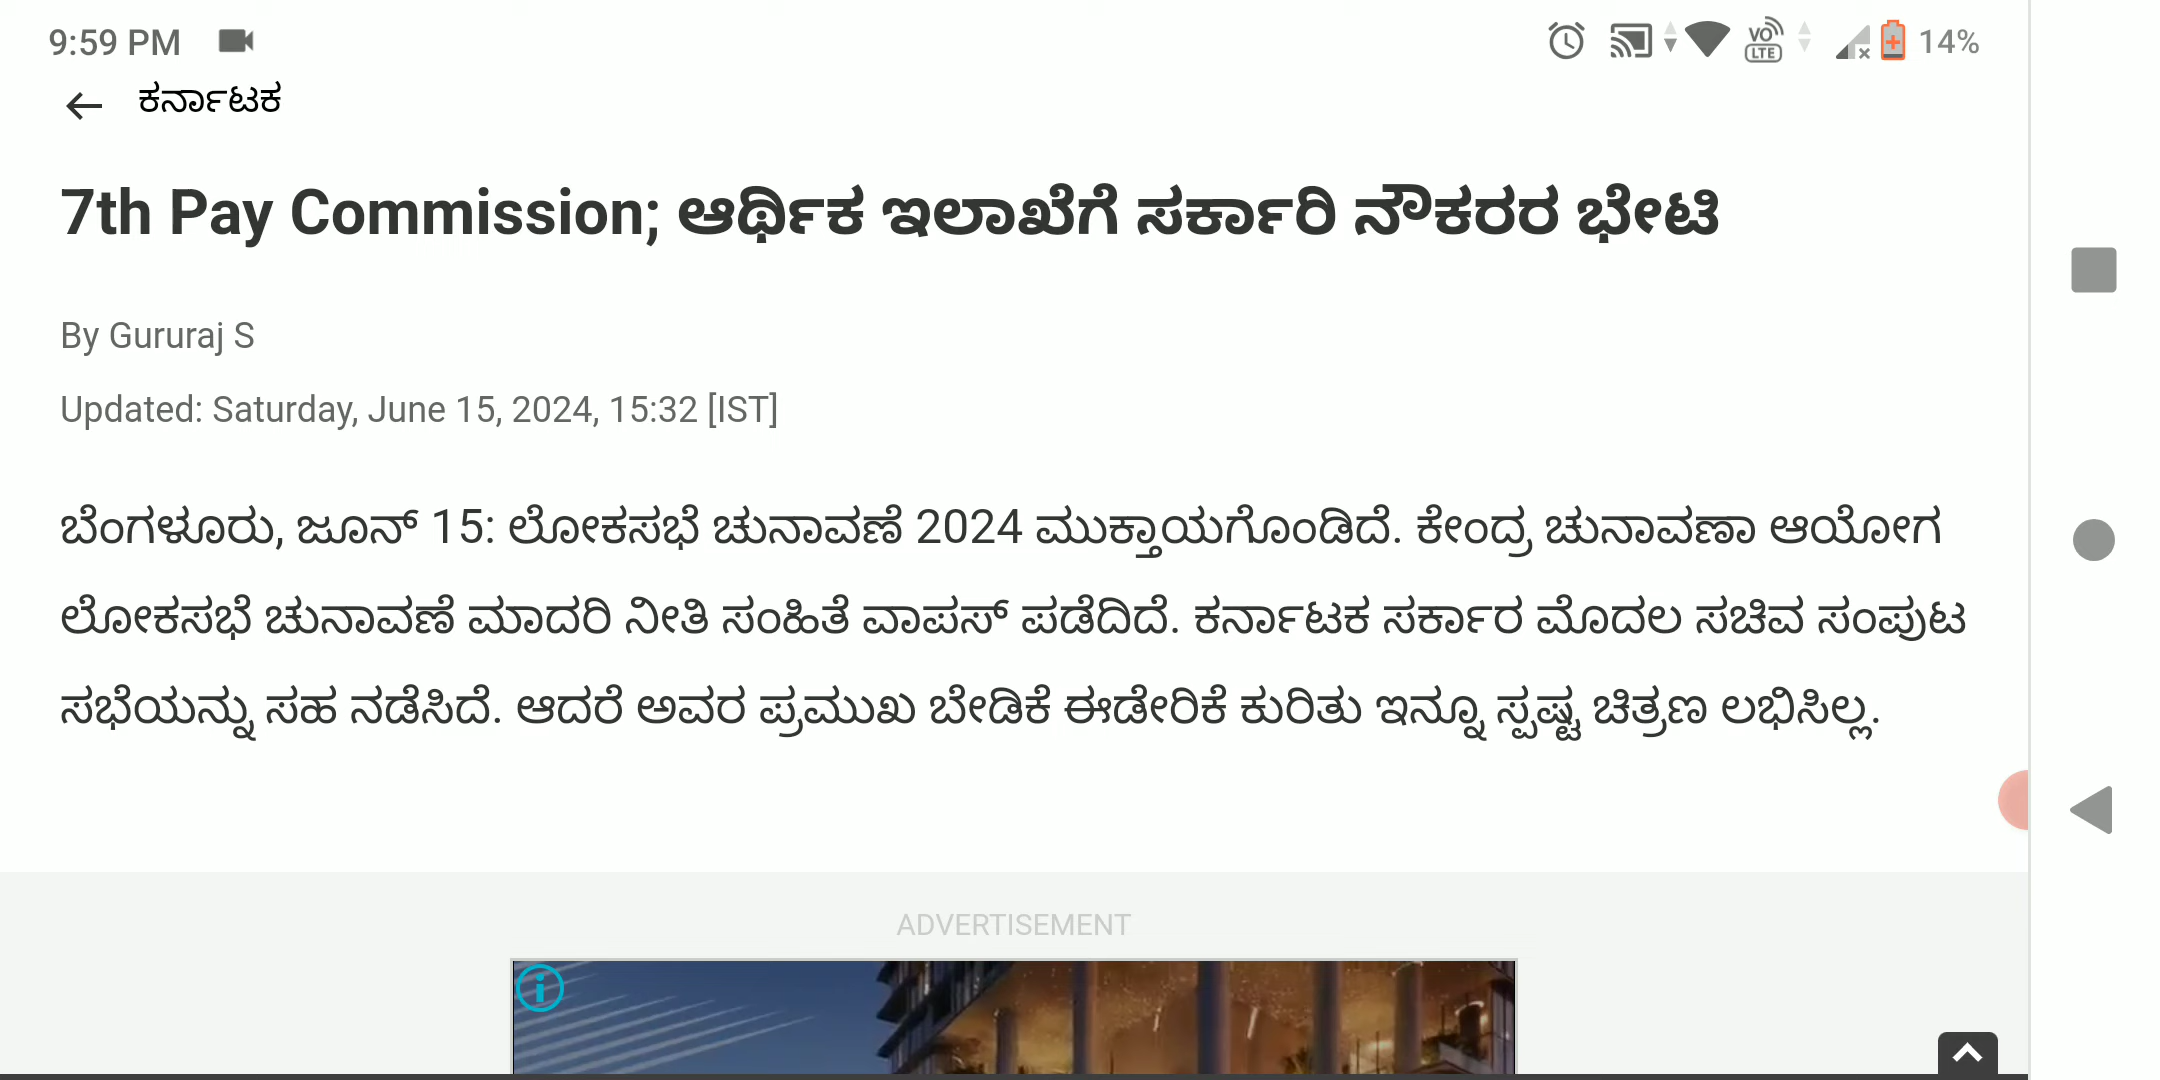 9:59 PM
VO LTE 14%
ಕರ್ನಾಟಕ
7th Pay Commission; ಆರ್ಥಿಕ ಇಲಾಖೆಗೆ ಸರ್ಕಾರಿ ನೌಕರರ ಭೇಟಿ
By Gururaj S
Updated: Saturday, June 15, 2024, 15:32 [IST]
ಬೆಂಗಳೂರು, ಜೂನ್ 15: ಲೋಕಸಭೆ ಚುನಾವಣೆ 2024 ಮುಕ್ತಾಯಗೊಂಡಿದೆ. ಕೇಂದ್ರ ಚುನಾವಣಾ ಆಯೋಗ
ಲೋಕಸಭೆ ಚುನಾವಣೆ ಮಾದರಿ ನೀತಿ ಸಂಹಿತೆ ವಾಪಸ್ ಪಡೆದಿದೆ. ಕರ್ನಾಟಕ ಸರ್ಕಾರ ಮೊದಲ ಸಚಿವ ಸಂಪುಟ
ಸಭೆಯನ್ನು ಸಹ ನಡೆಸಿದೆ. ಆದರೆ ಅವರ ಪ್ರಮುಖ ಬೇಡಿಕೆ ಈಡೇರಿಕೆ ಕುರಿತು ಇನ್ನೂ ಸ್ಪಷ್ಟ ಚಿತ್ರಣ ಲಭಿಸಿಲ್ಲ.
ADVERTISEMENT